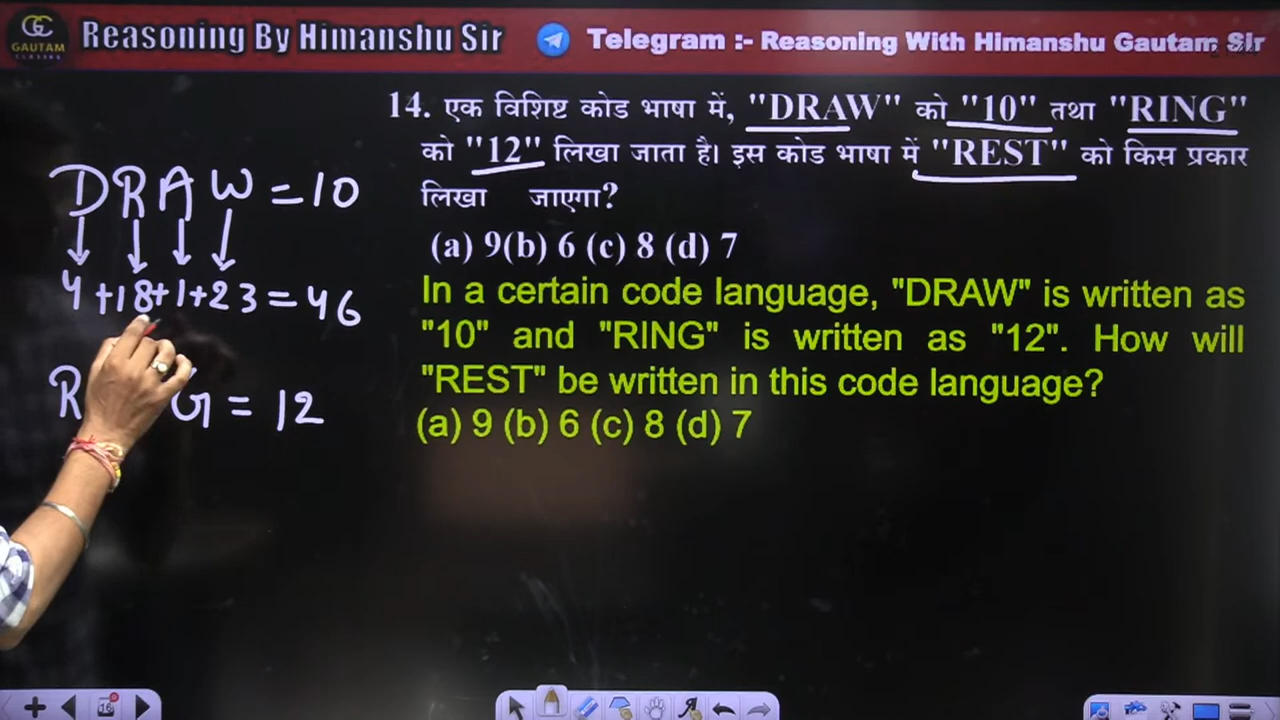 GC
GAUTAM
CLASSES
Reasoning By Himanshu Sir
Telegram :- Reasoning With Himanshu Gautam Sir
14. एक विशिष्ट कोड भाषा में, "DRAW" को "10" तथा "RING"
को "12" लिखा जाता है। इस कोड भाषा में "REST" को किस प्रकार
लिखा जाएगा?
(a) 9(b) 6 (c) 8 (d) 7
In a certain code language, "DRAW" is written as
"10" and "RING" is written as "12". How will
"REST" be written in this code language?
(a) 9 (b) 6 (c) 8 (d) 7
DRAW = 10
4+18+1+23=46
R G = 12
16